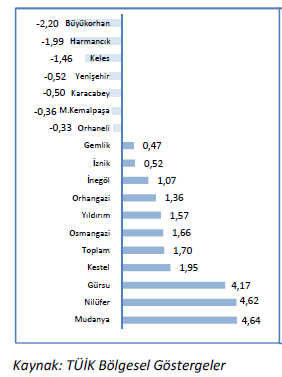 -2,20 Büyükorhan
-1,99 Harmancık
-1,46 Keles
-0,52 Yenişehir
-0,50 Karacabey
-0,36 M.Kemalpaşa
-0,33 Orhaneli
Gemlik 0,47
İznik 0,52
İnegöl 1,07
Orhangazi 1,36
Yıldırım 1,57
Osmangazi 1,66
Toplam 1,70
Kestel 1,95
Gürsu 4,17
Nilüfer 4,62
Mudanya 4,64
Kaynak: TÜİK Bölgesel Göstergeler